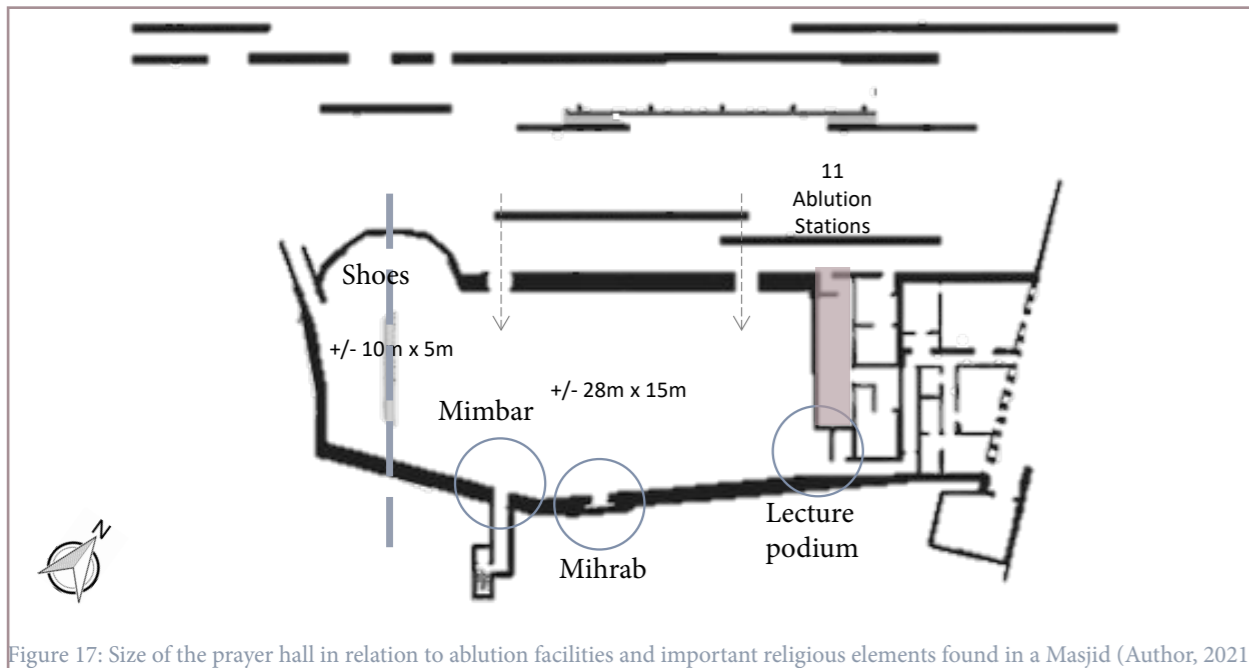 11
Ablution
Stations
Shoes
+/- 10m x 5m
+/- 28m x 15m
Mimbar
Mihrab
Lecture
podium
N
Figure 17: Size of the prayer hall in relation to ablution facilities and important religious elements found in a Masjid (Author, 2021